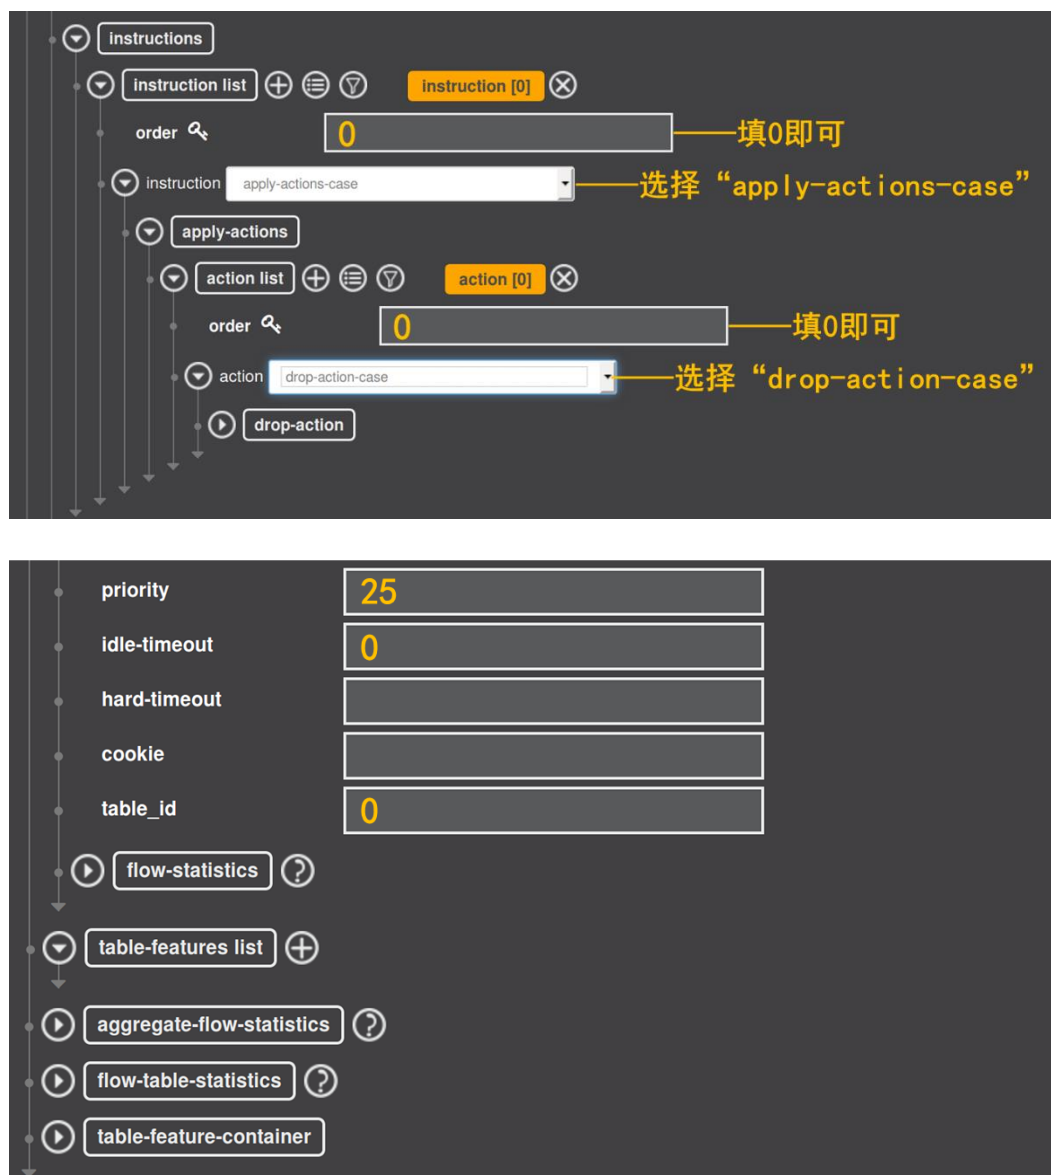 instructions
instruction list instruction [0]
order 0 填0即可
instruction apply-actions-case 选择“apply-actions-case”
apply-actions
action list action [0]
order 0 填0即可
action drop-action-case 选择“drop-action-case”
drop-action
priority 25
idle-timeout 0
hard-timeout
cookie
table_id 0
flow-statistics
table-features list
aggregate-flow-statistics
flow-table-statistics
table-feature-container